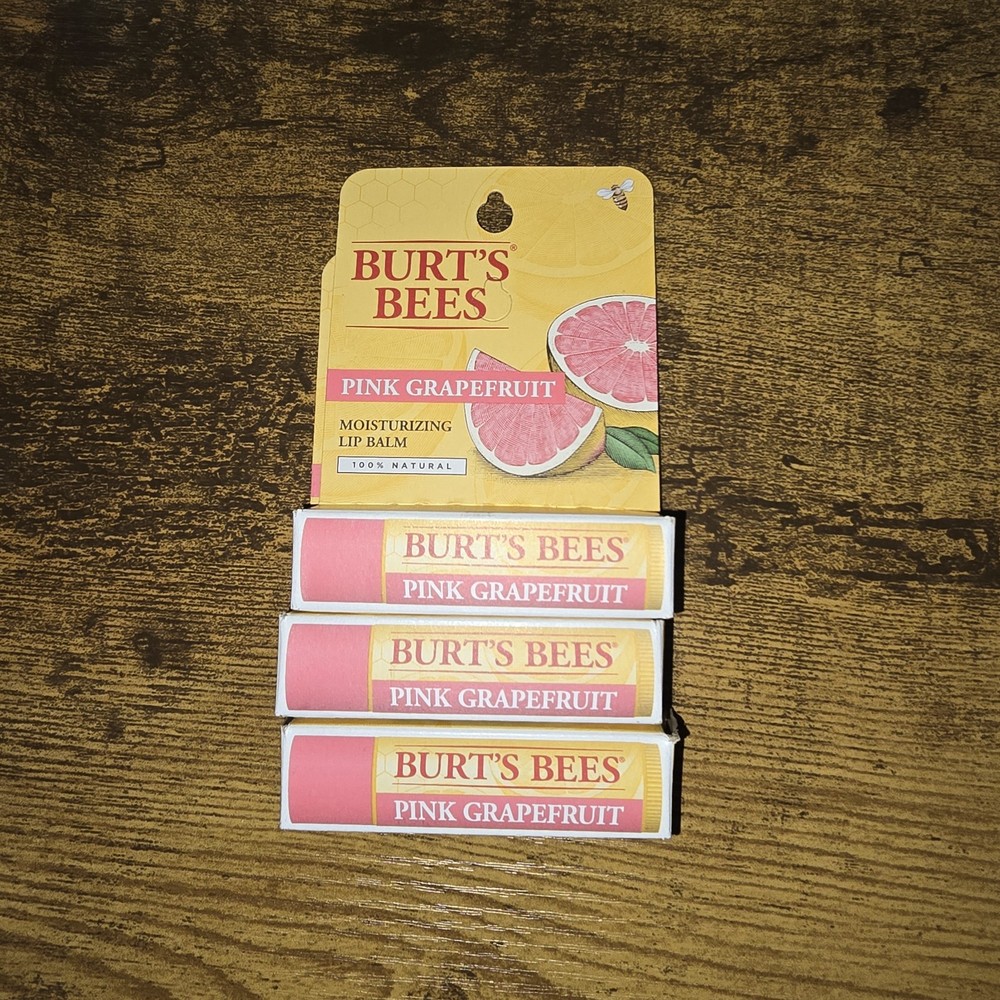 BURT'S®
BEES
PINK GRAPEFRUIT
MOISTURIZING
LIP BALM
100% NATURAL
BURT'S BEES®
PINK GRAPEFRUIT
BURT'S BEES®
PINK GRAPEFRUIT
BURT'S BEES®
PINK GRAPEFRUIT